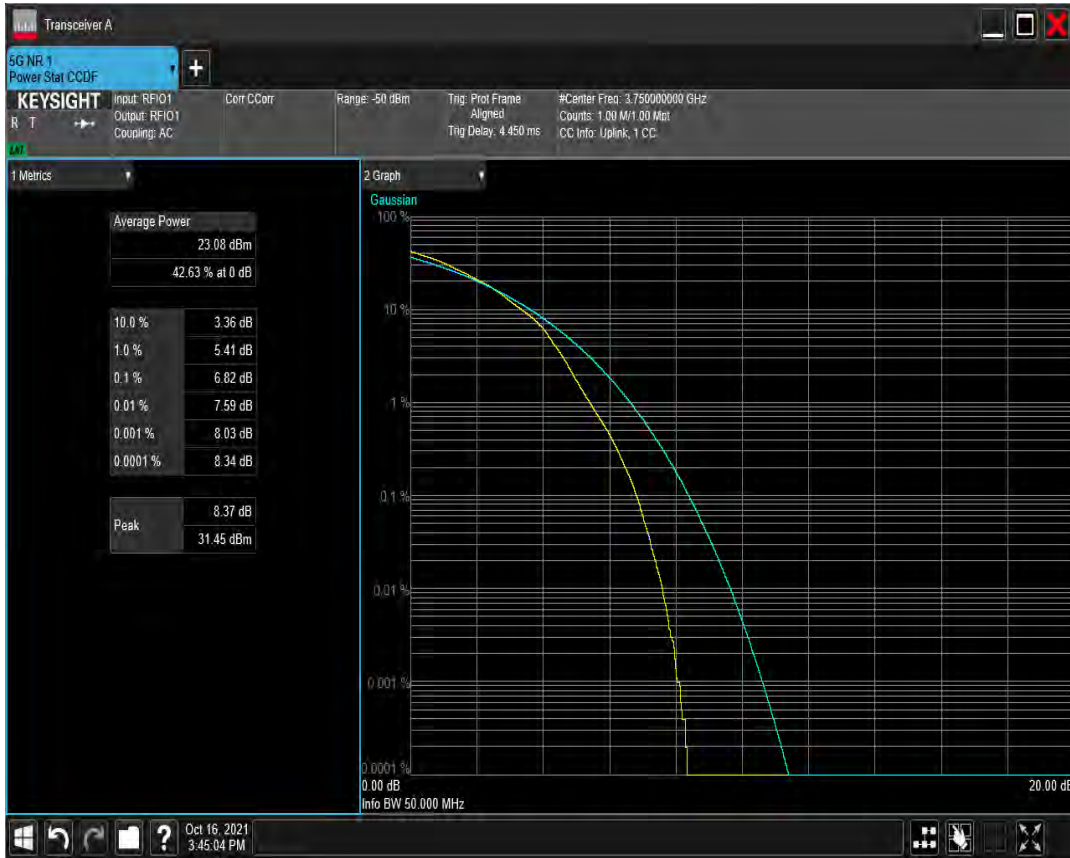 Transceiver A
5G NR 1
Power Stat CCDF
+
KEYSIGHT
R T
LXI
Input: RFIO1
Output: RFIO1
Coupling: AC
Corr CCorr
Range: -50 dBm
Trig: Prot Frame
Aligned
Trig Delay: 4.450 ms
#Center Freq: 3.750000000 GHz
Counts: 1.00 M/1.00 Mpt
CC Info: Uplink, 1 CC
1 Metrics
Average Power
23.08 dBm
42.63 % at 0 dB
10.0 % 3.36 dB
1.0 % 5.41 dB
0.1 % 6.82 dB
0.01 % 7.59 dB
0.001 % 8.03 dB
0.0001 % 8.34 dB
Peak 8.37 dB
31.45 dBm
2 Graph
Gaussian
100 %
10 %
1 %
0.1 %
0.01 %
0.001 %
0.0001 %
0.00 dB 20.00 dB
Info BW 50.000 MHz
?
Oct 16, 2021
3:45:04 PM